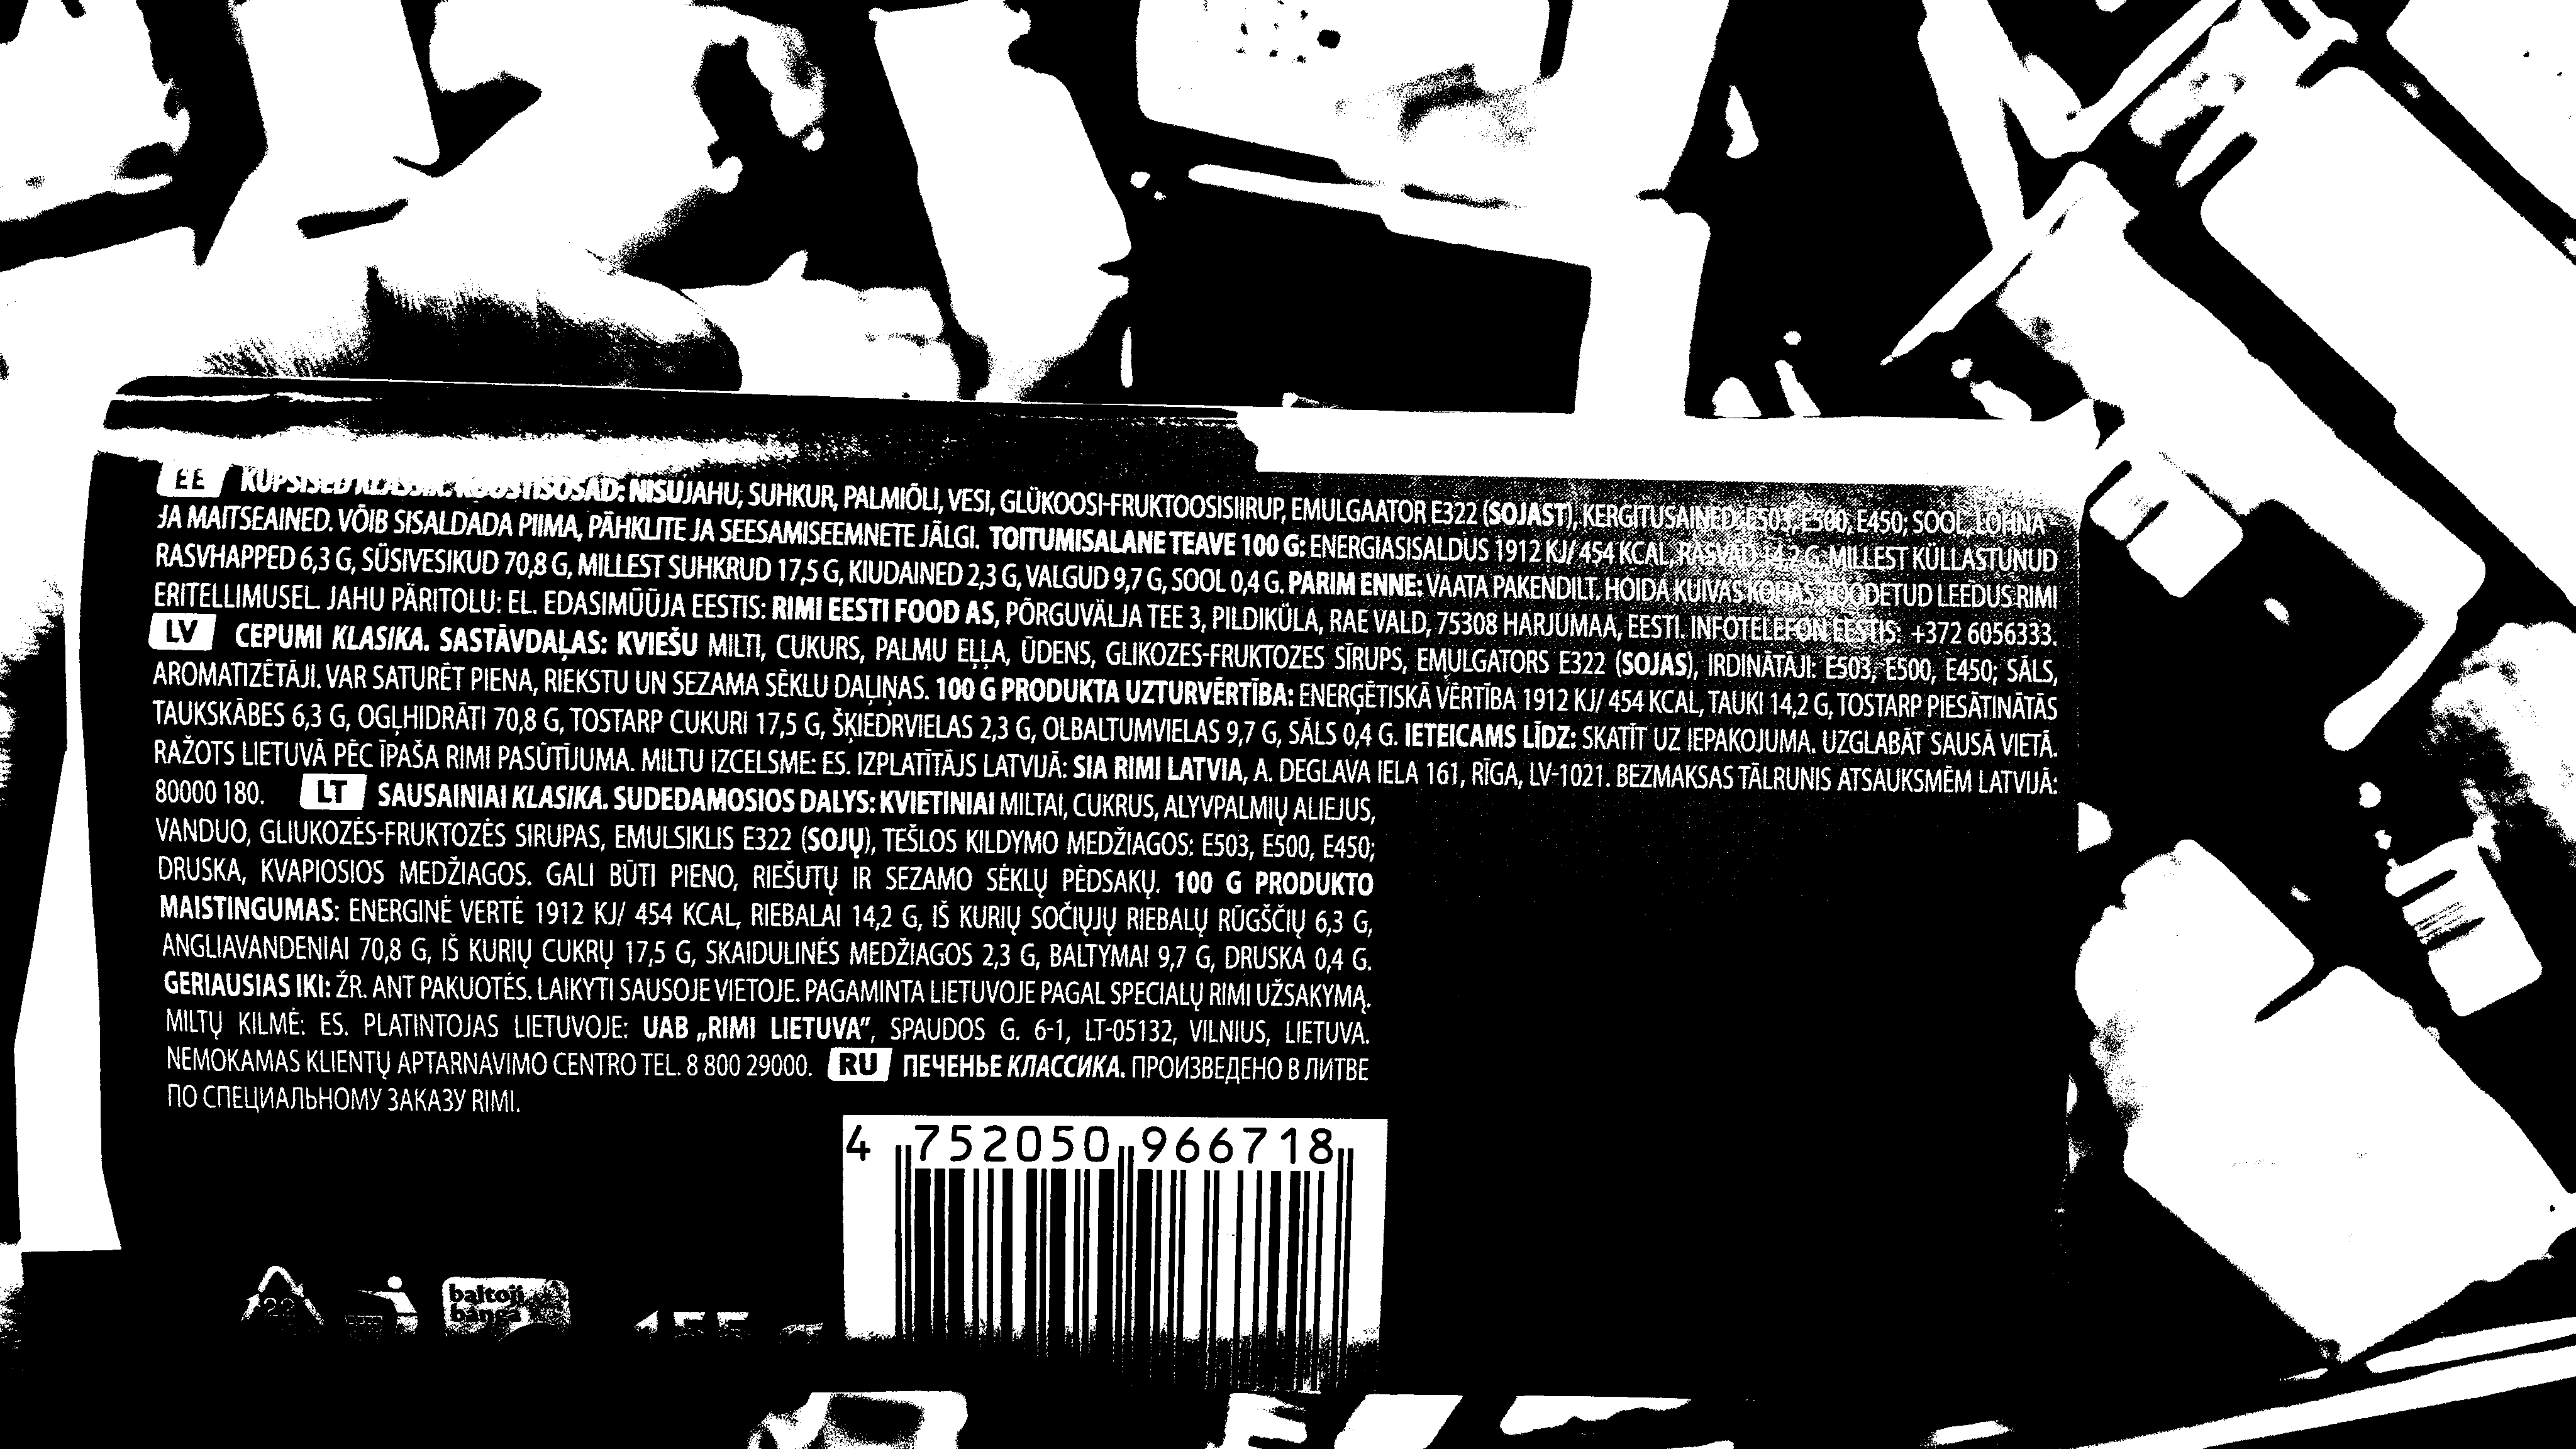 EE KÜPSISED KLASSIK. KOOSTISOSAD: NISUJAHU, SUHKUR, PALMIÕLI, VESI, GLÜKOOSI-FRUKTOOSISIIRUP, EMULGAATOR E322 (SOJAST), KERGITUSAINED: E503, E500, E450; SOOL, LÕHNA-
JA MAITSEAINED. VÕIB SISALDADA PIIMA, PÄHKLITE JA SEESAMISEEMNETE JÄLGI. TOITUMISALANE TEAVE 100 G: ENERGIASISALDUS 1912 KJ/ 454 KCAL, RASVAD 14,2 G, MILLEST KÜLLASTUNUD
RASVHAPPED 6,3 G, SÜSIVESIKUD 70,8 G, MILLEST SUHKRUD 17,5 G, KIUDAINED 2,3 G, VALGUD 9,7 G, SOOL 0,4 G. PARIM ENNE: VAATA PAKENDILT. HOIDA KUIVAS KOHAS. TOODETUD LEEDUS RIMI
ERITELLIMUSEL. JAHU PÄRITOLU: EL. EDASIMÜÜJA EESTIS: RIMI EESTI FOOD AS, PÕRGUVÄLJA TEE 3, PILDIKÜLA, RAE VALD, 75308 HARJUMAA, EESTI. INFOTELEFON EESTIS: +372 6056333.
LV CEPUMI KLASIKA. SASTĀVDAĻAS: KVIEŠU MILTI, CUKURS, PALMU EĻĻA, ŪDENS, GLIKOZES-FRUKTOZES SĪRUPS, EMULGATORS E322 (SOJAS), IRDINĀTĀJI: E503, E500, E450; SĀLS,
AROMATIZĒTĀJI. VAR SATURĒT PIENA, RIEKSTU UN SEZAMA SĒKLU DAĻIŅAS. 100 G PRODUKTA UZTURVĒRTĪBA: ENERĢĒTISKĀ VĒRTĪBA 1912 KJ/ 454 KCAL, TAUKI 14,2 G, TOSTARP PIESĀTINĀTĀS
TAUKSKĀBES 6,3 G, OGĻHIDRĀTI 70,8 G, TOSTARP CUKURI 17,5 G, ŠĶIEDRVIELAS 2,3 G, OLBALTUMVIELAS 9,7 G, SĀLS 0,4 G. IETEICAMS LĪDZ: SKATĪT UZ IEPAKOJUMA. UZGLABĀT SAUSĀ VIETĀ.
RAŽOTS LIETUVĀ PĒC ĪPAŠA RIMI PASŪTĪJUMA. MILTU IZCELSME: ES. IZPLATĪTĀJS LATVIJĀ: SIA RIMI LATVIA, A. DEGLAVA IELA 161, RĪGA, LV-1021. BEZMAKSAS TĀLRUNIS ATSAUKSMĒM LATVIJĀ:
80000 180. LT SAUSAINIAI KLASIKA. SUDEDAMOSIOS DALYS: KVIETINIAI MILTAI, CUKRUS, ALYVPALMIŲ ALIEJUS,
VANDUO, GLIUKOZĖS-FRUKTOZĖS SIRUPAS, EMULSIKLIS E322 (SOJŲ), TEŠLOS KILDYMO MEDŽIAGOS: E503, E500, E450;
DRUSKA, KVAPIOSIOS MEDŽIAGOS. GALI BŪTI PIENO, RIEŠUTŲ IR SEZAMO SĖKLŲ PĖDSAKŲ. 100 G PRODUKTO
MAISTINGUMAS: ENERGINĖ VERTĖ 1912 KJ/ 454 KCAL, RIEBALAI 14,2 G, IŠ KURIŲ SOČIŲJŲ RIEBALŲ RŪGŠČIŲ 6,3 G,
ANGLIAVANDENIAI 70,8 G, IŠ KURIŲ CUKRŲ 17,5 G, SKAIDULINĖS MEDŽIAGOS 2,3 G, BALTYMAI 9,7 G, DRUSKA 0,4 G.
GERIAUSIAS IKI: ŽR. ANT PAKUOTĖS. LAIKYTI SAUSOJE VIETOJE. PAGAMINTA LIETUVOJE PAGAL SPECIALŲ RIMI UŽSAKYMĄ.
MILTŲ KILMĖ: ES. PLATINTOJAS LIETUVOJE: UAB „RIMI LIETUVA”, SPAUDOS G. 6-1, LT-05132, VILNIUS, LIETUVA.
NEMOKAMAS KLIENTŲ APTARNAVIMO CENTRO TEL. 8 800 29000. RU ПЕЧЕНЬЕ КЛАССИКА. ПРОИЗВЕДЕНО В ЛИТВЕ
ПО СПЕЦИАЛЬНОМУ ЗАКАЗУ RIMI.
4 752050 966718
22
baltoji
banga
155 g